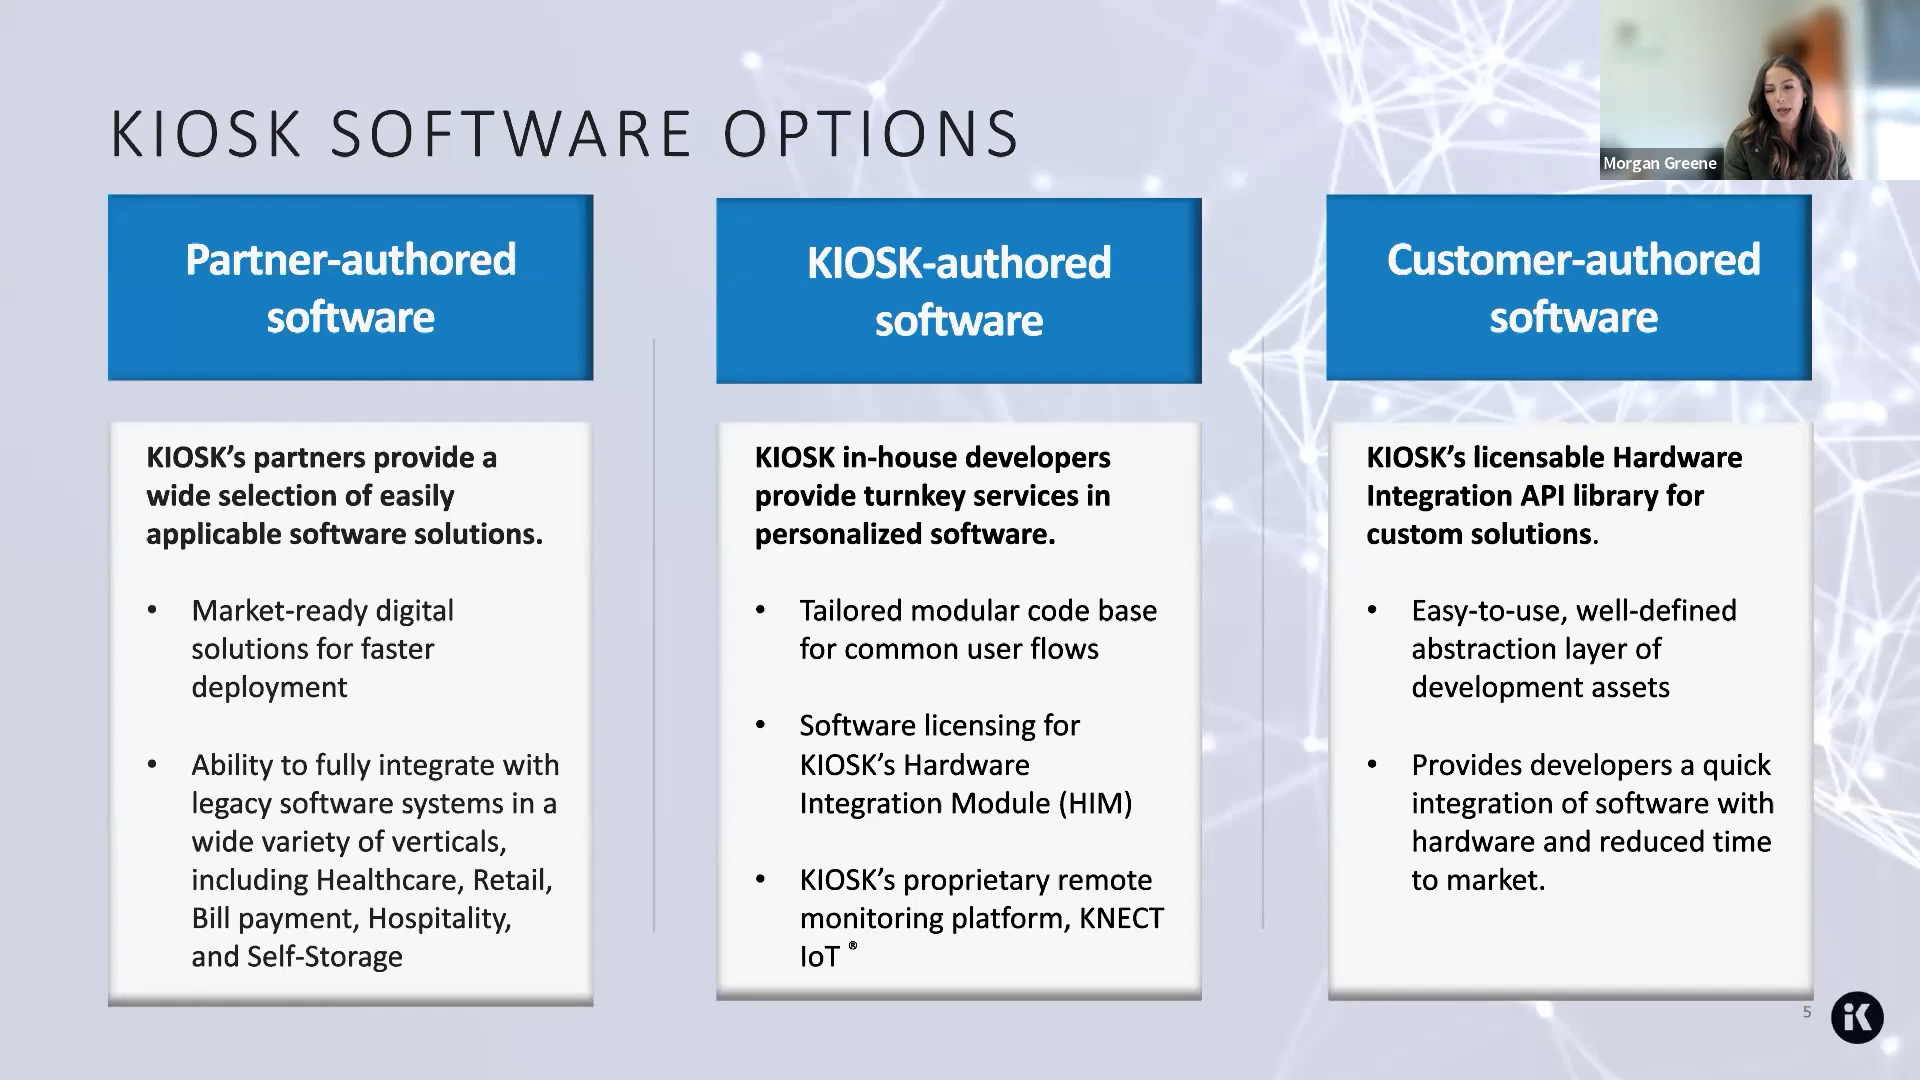 KIOSK SOFTWARE OPTIONS
Morgan Greene
Partner-authored
software
KIOSK’s partners provide a
wide selection of easily
applicable software solutions.
• Market-ready digital
solutions for faster
deployment
• Ability to fully integrate with
legacy software systems in a
wide variety of verticals,
including Healthcare, Retail,
Bill payment, Hospitality,
and Self-Storage
KIOSK-authored
software
KIOSK in-house developers
provide turnkey services in
personalized software.
• Tailored modular code base
for common user flows
• Software licensing for
KIOSK’s Hardware
Integration Module (HIM)
• KIOSK’s proprietary remote
monitoring platform, KNECT
IoT ®
Customer-authored
software
KIOSK’s licensable Hardware
Integration API library for
custom solutions.
• Easy-to-use, well-defined
abstraction layer of
development assets
• Provides developers a quick
integration of software with
hardware and reduced time
to market.
5
iK